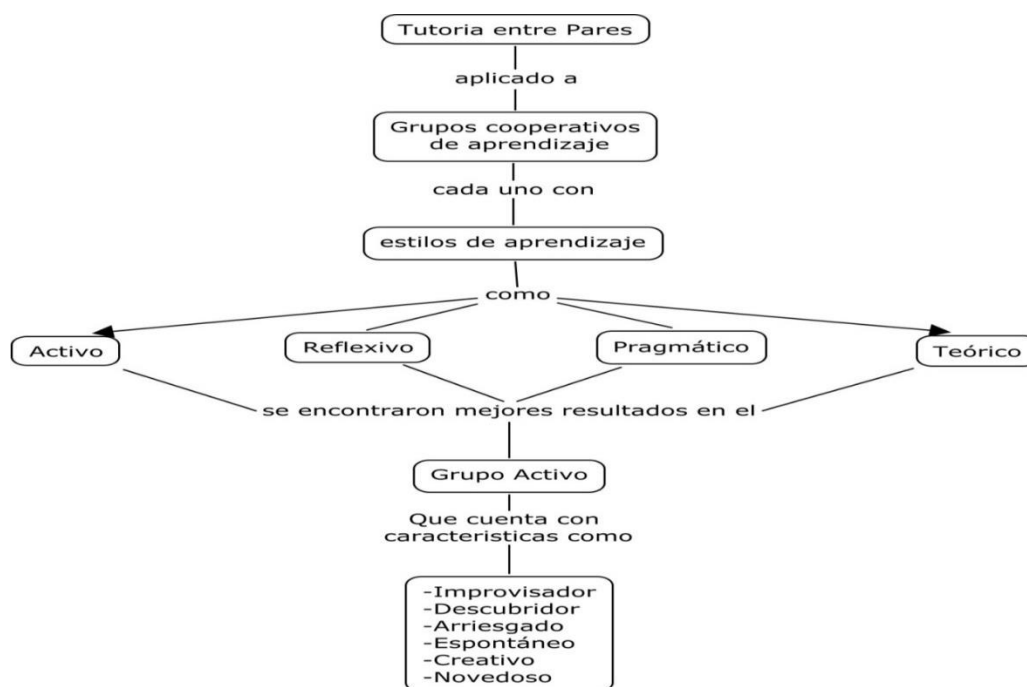 Tutoria entre Pares
aplicado a
Grupos cooperativos
de aprendizaje
cada uno con
estilos de aprendizaje
como
Activo
Reflexivo
Pragmático
Teórico
se encontraron mejores resultados en el
Grupo Activo
Que cuenta con
caracteristicas como
-Improvisador
-Descubridor
-Arriesgado
-Espontáneo
-Creativo
-Novedoso